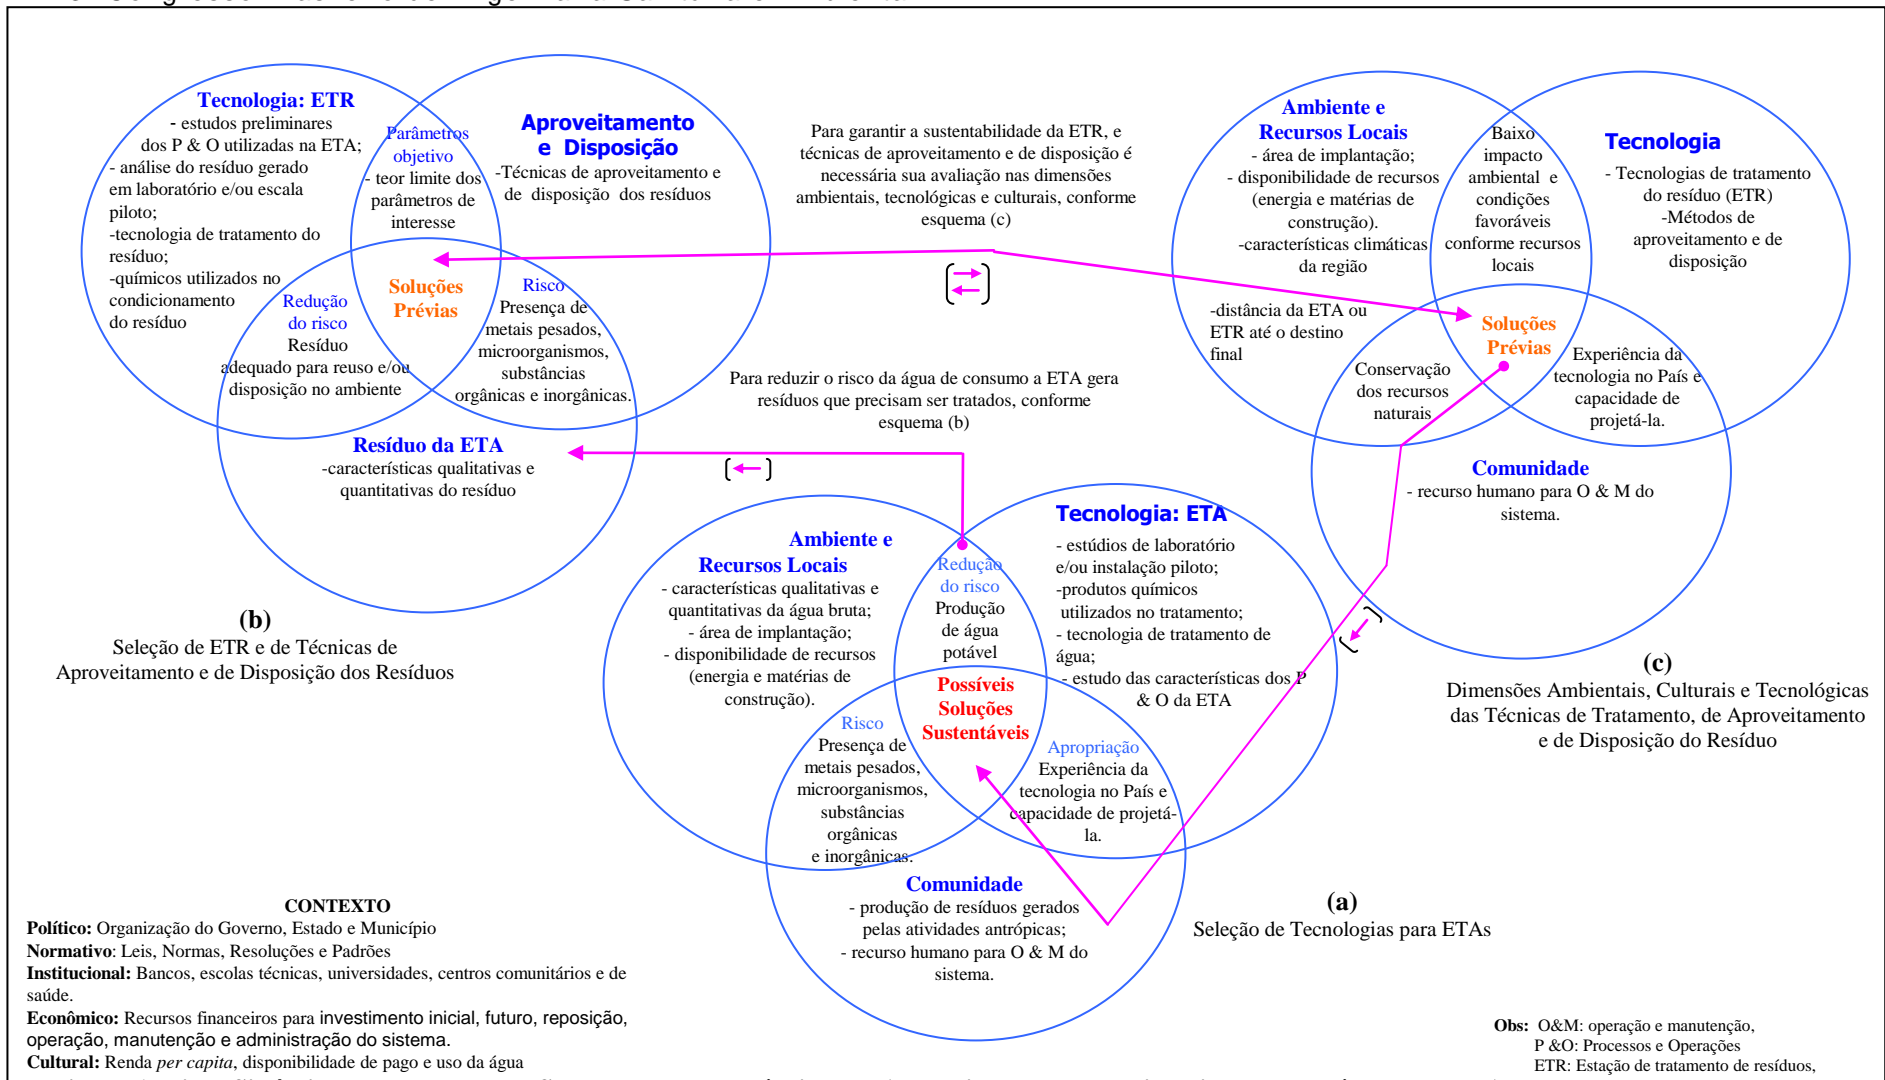 Tecnologia: ETR
- estudos preliminares
dos P & O utilizadas na ETA;
- análise do resíduo gerado
em laboratório e/ou escala
piloto;
-tecnologia de tratamento do
resíduo;
-químicos utilizados no
condicionamento
do resíduo
Parâmetros
objetivo
- teor limite dos
parâmetros de
interesse
Aproveitamento
e Disposição
-Técnicas de aproveitamento e
de disposição dos resíduos
Soluções
Prévias
Redução
do risco
Resíduo
adequado para reuso e/ou
disposição no ambiente
Risco
Presença de
metais pesados,
microorganismos,
substâncias
orgânicas e inorgânicas.
Resíduo da ETA
-características qualitativas e
quantitativas do resíduo
(b)
Seleção de ETR e de Técnicas de
Aproveitamento e de Disposição dos Resíduos
Para garantir a sustentabilidade da ETR, e
técnicas de aproveitamento e de disposição é
necessária sua avaliação nas dimensões
ambientais, tecnológicas e culturais, conforme
esquema (c)
Para reduzir o risco da água de consumo a ETA gera
resíduos que precisam ser tratados, conforme
esquema (b)
Ambiente e
Recursos Locais
- área de implantação;
- disponibilidade de recursos
(energia e matérias de
construção).
-características climáticas
da região
-distância da ETA ou
ETR até o destino
final
Baixo
impacto
ambiental e
condições
favoráveis
conforme recursos
locais
Tecnologia
- Tecnologias de tratamento
do resíduo (ETR)
-Métodos de
aproveitamento e de
disposição
Soluções
Prévias
Conservação
dos recursos
naturais
Experiência da
tecnologia no País e
capacidade de
projetá-la.
Comunidade
- recurso humano para O & M do
sistema.
(c)
Dimensões Ambientais, Culturais e Tecnológicas
das Técnicas de Tratamento, de Aproveitamento
e de Disposição do Resíduo
Ambiente e
Recursos Locais
- características qualitativas e
quantitativas da água bruta;
- área de implantação;
- disponibilidade de recursos
(energia e matérias de
construção).
Redução
do risco
Produção
de água
potável
Tecnologia: ETA
- estúdios de laboratório
e/ou instalação piloto;
-produtos químicos
utilizados no tratamento;
- tecnologia de tratamento de
água;
- estudo das características dos P
& O da ETA
Possíveis
Soluções
Sustentáveis
Risco
Presença de
metais pesados,
microorganismos,
substâncias
orgânicas
e inorgânicas.
Apropriação
Experiência da
tecnologia no País e
capacidade de projetá-
la.
Comunidade
- produção de resíduos gerados
pelas atividades antrópicas;
- recurso humano para O & M do
sistema.
(a)
Seleção de Tecnologias para ETAs
CONTEXTO
Político: Organização do Governo, Estado e Município
Normativo: Leis, Normas, Resoluções e Padrões
Institucional: Bancos, escolas técnicas, universidades, centros comunitários e de
saúde.
Econômico: Recursos financeiros para investimento inicial, futuro, reposição,
operação, manutenção e administração do sistema.
Cultural: Renda per capita, disponibilidade de pago e uso da água
Obs: O&M: operação e manutenção,
P &O: Processos e Operações
ETR: Estação de tratamento de resíduos,